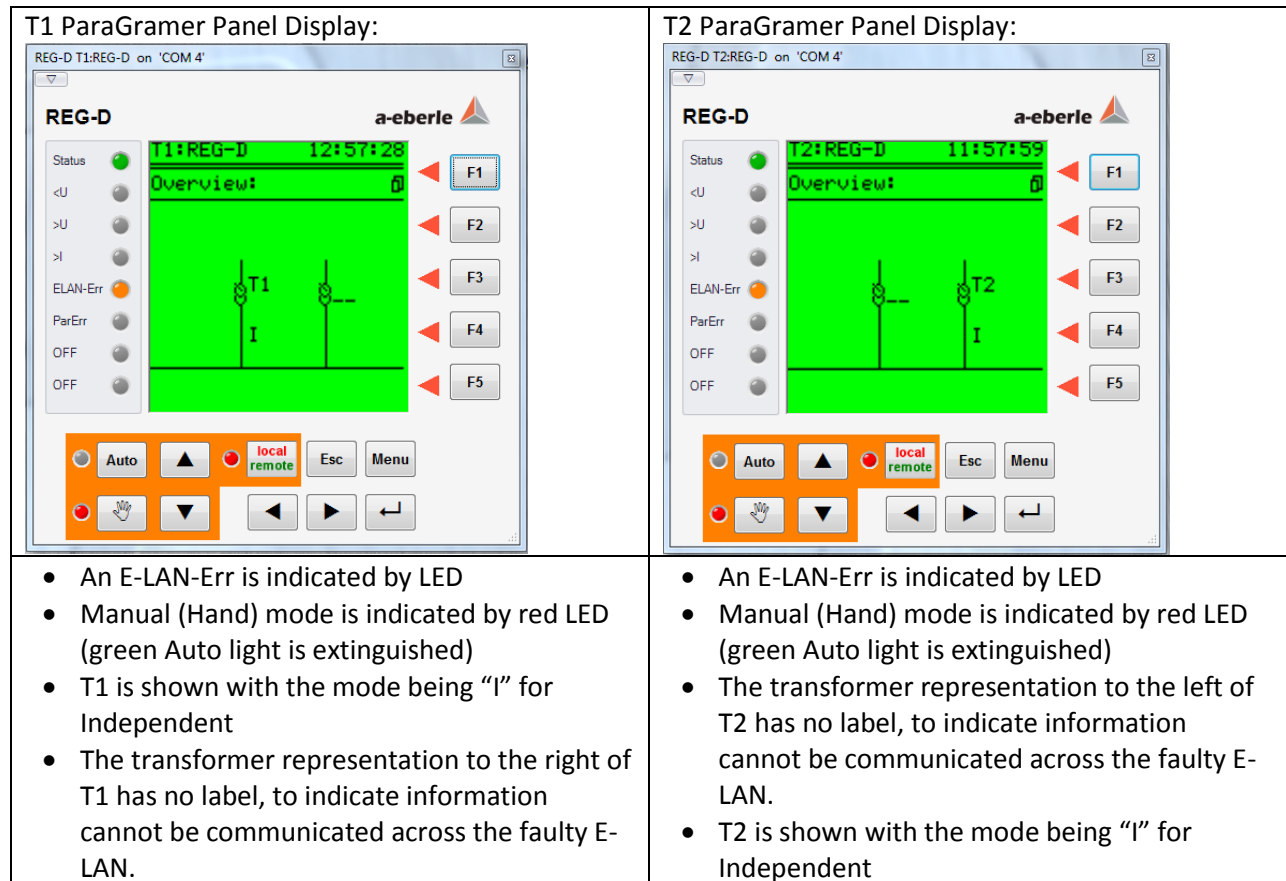 T1 ParaGramer Panel Display:
REG-D T1:REG-D on 'COM 4'
REG-D
a-eberle
Status
<U
>U
>I
ELAN-Err
ParErr
OFF
OFF
T1:REG-D 12:57:28
Overview:
T1
--
I
F1
F2
F3
F4
F5
Auto
local
remote
Esc
Menu
• An E-LAN-Err is indicated by LED
• Manual (Hand) mode is indicated by red LED
(green Auto light is extinguished)
• T1 is shown with the mode being “I” for
Independent
• The transformer representation to the right of
T1 has no label, to indicate information
cannot be communicated across the faulty E-
LAN.
T2 ParaGramer Panel Display:
REG-D T2:REG-D on 'COM 4'
REG-D
a-eberle
Status
<U
>U
>I
ELAN-Err
ParErr
OFF
OFF
T2:REG-D 11:57:59
Overview:
--
T2
I
F1
F2
F3
F4
F5
Auto
local
remote
Esc
Menu
• An E-LAN-Err is indicated by LED
• Manual (Hand) mode is indicated by red LED
(green Auto light is extinguished)
• The transformer representation to the left of
T2 has no label, to indicate information
cannot be communicated across the faulty E-
LAN.
• T2 is shown with the mode being “I” for
Independent